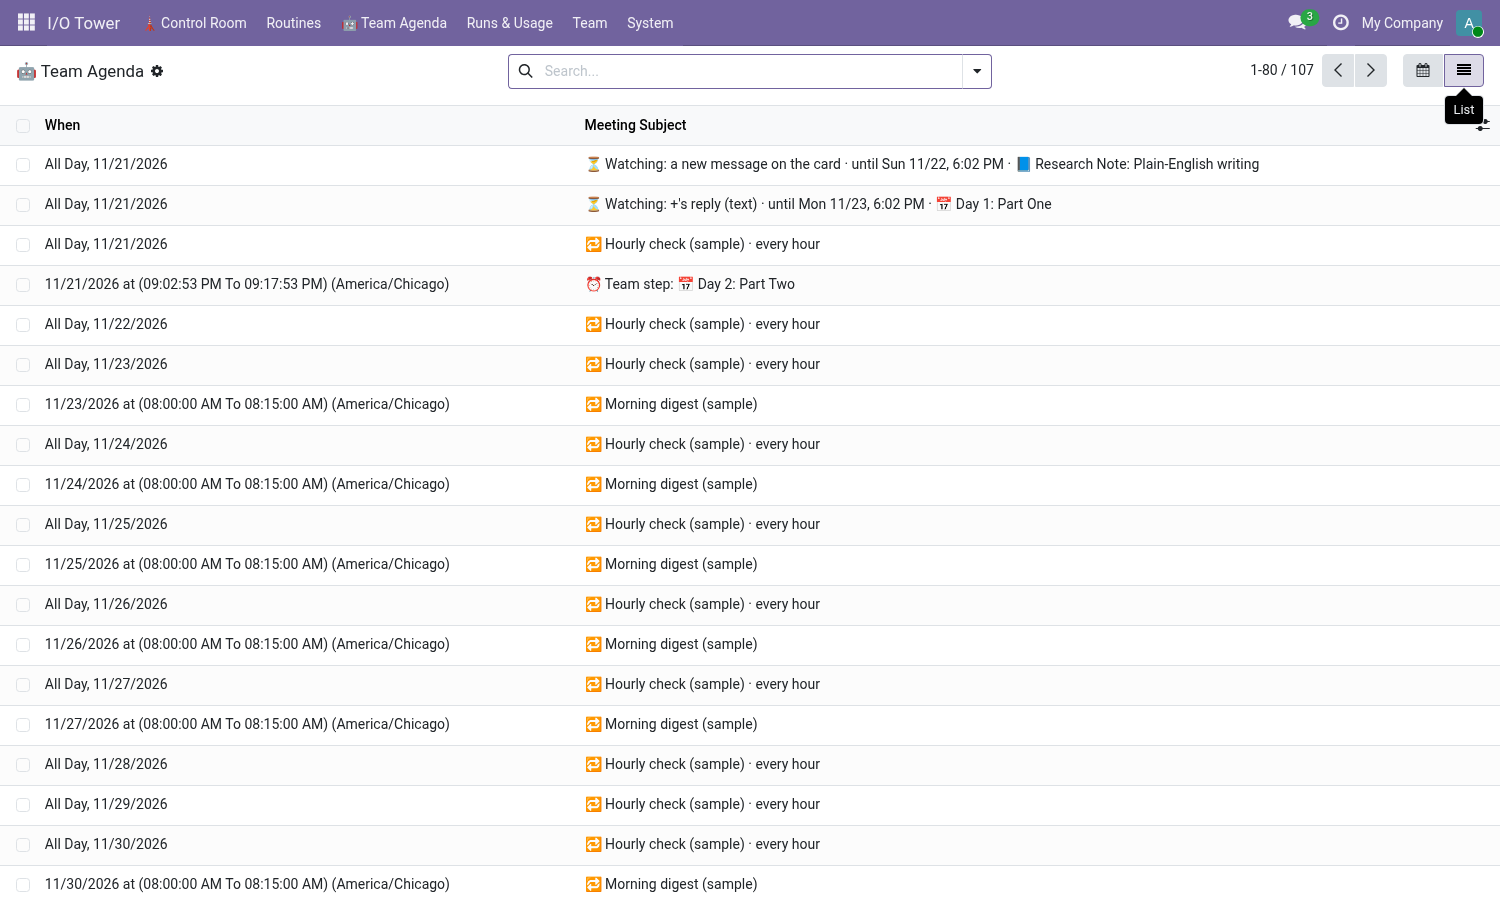 I/O Tower Control Room Routines 🤖 Team Agenda Runs & Usage Team System 3 My Company A
🤖 Team Agenda Search... 1-80 / 107
List
When Meeting Subject
All Day, 11/21/2026 ⏳ Watching: a new message on the card · until Sun 11/22, 6:02 PM · 📘 Research Note: Plain-English writing
All Day, 11/21/2026 ⏳ Watching: +'s reply (text) · until Mon 11/23, 6:02 PM · 📅 Day 1: Part One
All Day, 11/21/2026 🔁 Hourly check (sample) · every hour
11/21/2026 at (09:02:53 PM To 09:17:53 PM) (America/Chicago) ⏰ Team step: 📅 Day 2: Part Two
All Day, 11/22/2026 🔁 Hourly check (sample) · every hour
All Day, 11/23/2026 🔁 Hourly check (sample) · every hour
11/23/2026 at (08:00:00 AM To 08:15:00 AM) (America/Chicago) 🔁 Morning digest (sample)
All Day, 11/24/2026 🔁 Hourly check (sample) · every hour
11/24/2026 at (08:00:00 AM To 08:15:00 AM) (America/Chicago) 🔁 Morning digest (sample)
All Day, 11/25/2026 🔁 Hourly check (sample) · every hour
11/25/2026 at (08:00:00 AM To 08:15:00 AM) (America/Chicago) 🔁 Morning digest (sample)
All Day, 11/26/2026 🔁 Hourly check (sample) · every hour
11/26/2026 at (08:00:00 AM To 08:15:00 AM) (America/Chicago) 🔁 Morning digest (sample)
All Day, 11/27/2026 🔁 Hourly check (sample) · every hour
11/27/2026 at (08:00:00 AM To 08:15:00 AM) (America/Chicago) 🔁 Morning digest (sample)
All Day, 11/28/2026 🔁 Hourly check (sample) · every hour
All Day, 11/29/2026 🔁 Hourly check (sample) · every hour
All Day, 11/30/2026 🔁 Hourly check (sample) · every hour
11/30/2026 at (08:00:00 AM To 08:15:00 AM) (America/Chicago) 🔁 Morning digest (sample)